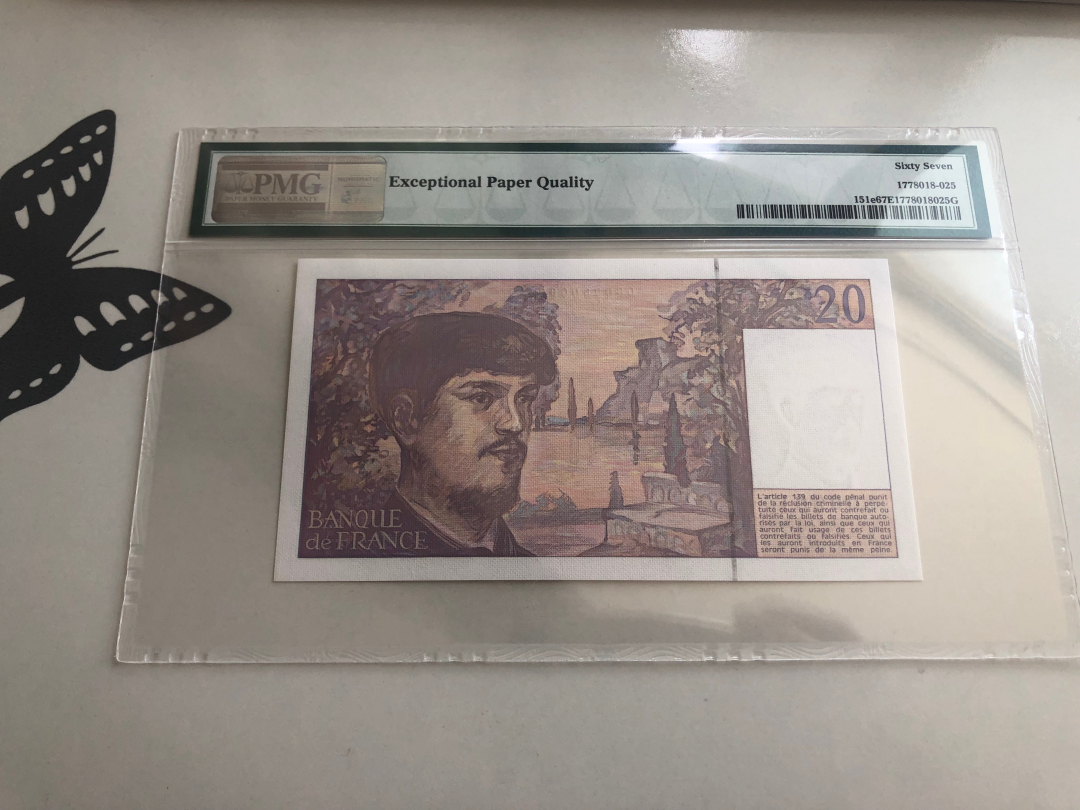 PMG
PAPER MONEY GUARANTY
Exceptional Paper Quality
Sixty Seven
1778018-025
151e67E1778018025G
20
BANQUE
de FRANCE
L'article 139 du code pénal punit
de la réclusion criminelle à perpé-
tuité ceux qui auront contrefait ou
falsifié les billets de banque auto-
risés par la loi, ainsi que ceux qui
auront fait usage de ces billets
contrefaits ou falsifiés. Ceux qui
les auront introduits en France
seront punis de la même peine.